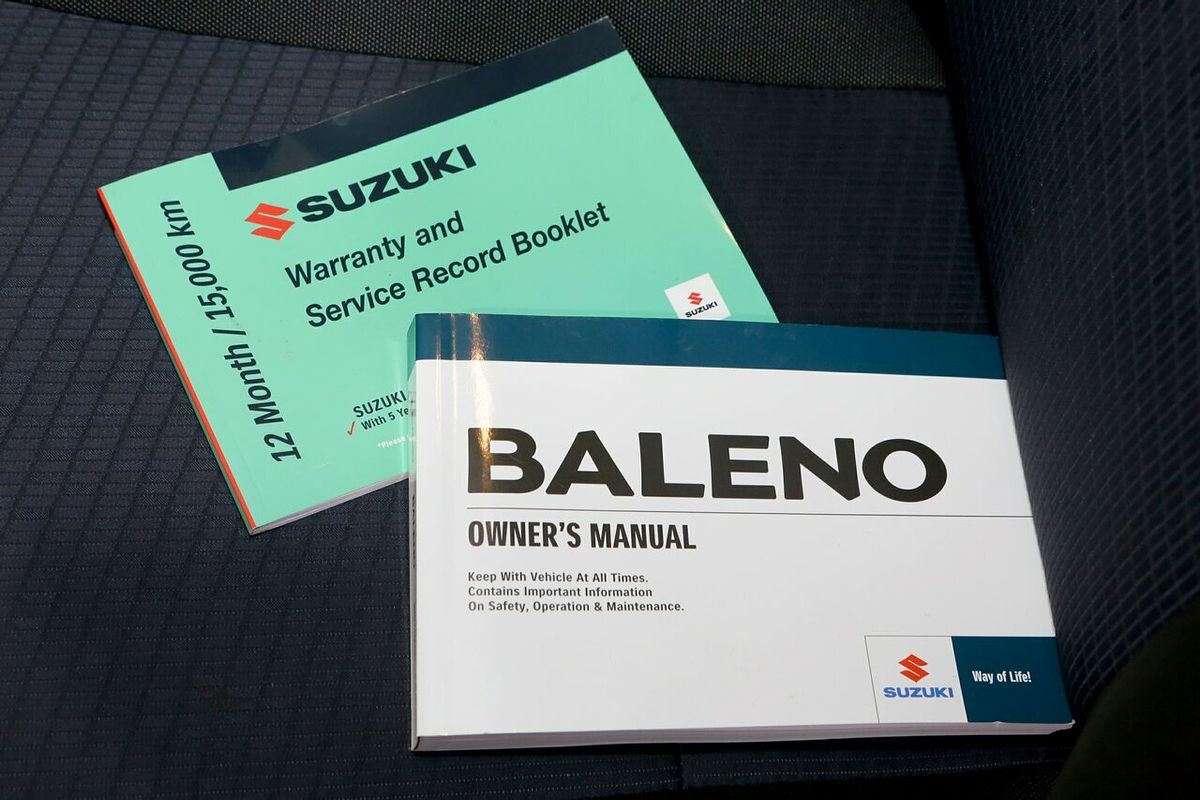 12 Month / 15,000 km
SUZUKI
Warranty and
Service Record Booklet
SUZUKI
SUZUKI
With 5
BALENO
OWNER'S MANUAL
Keep With Vehicle At All Times.
Contains Important Information
On Safety, Operation & Maintenance.
SUZUKI
Way of Life!